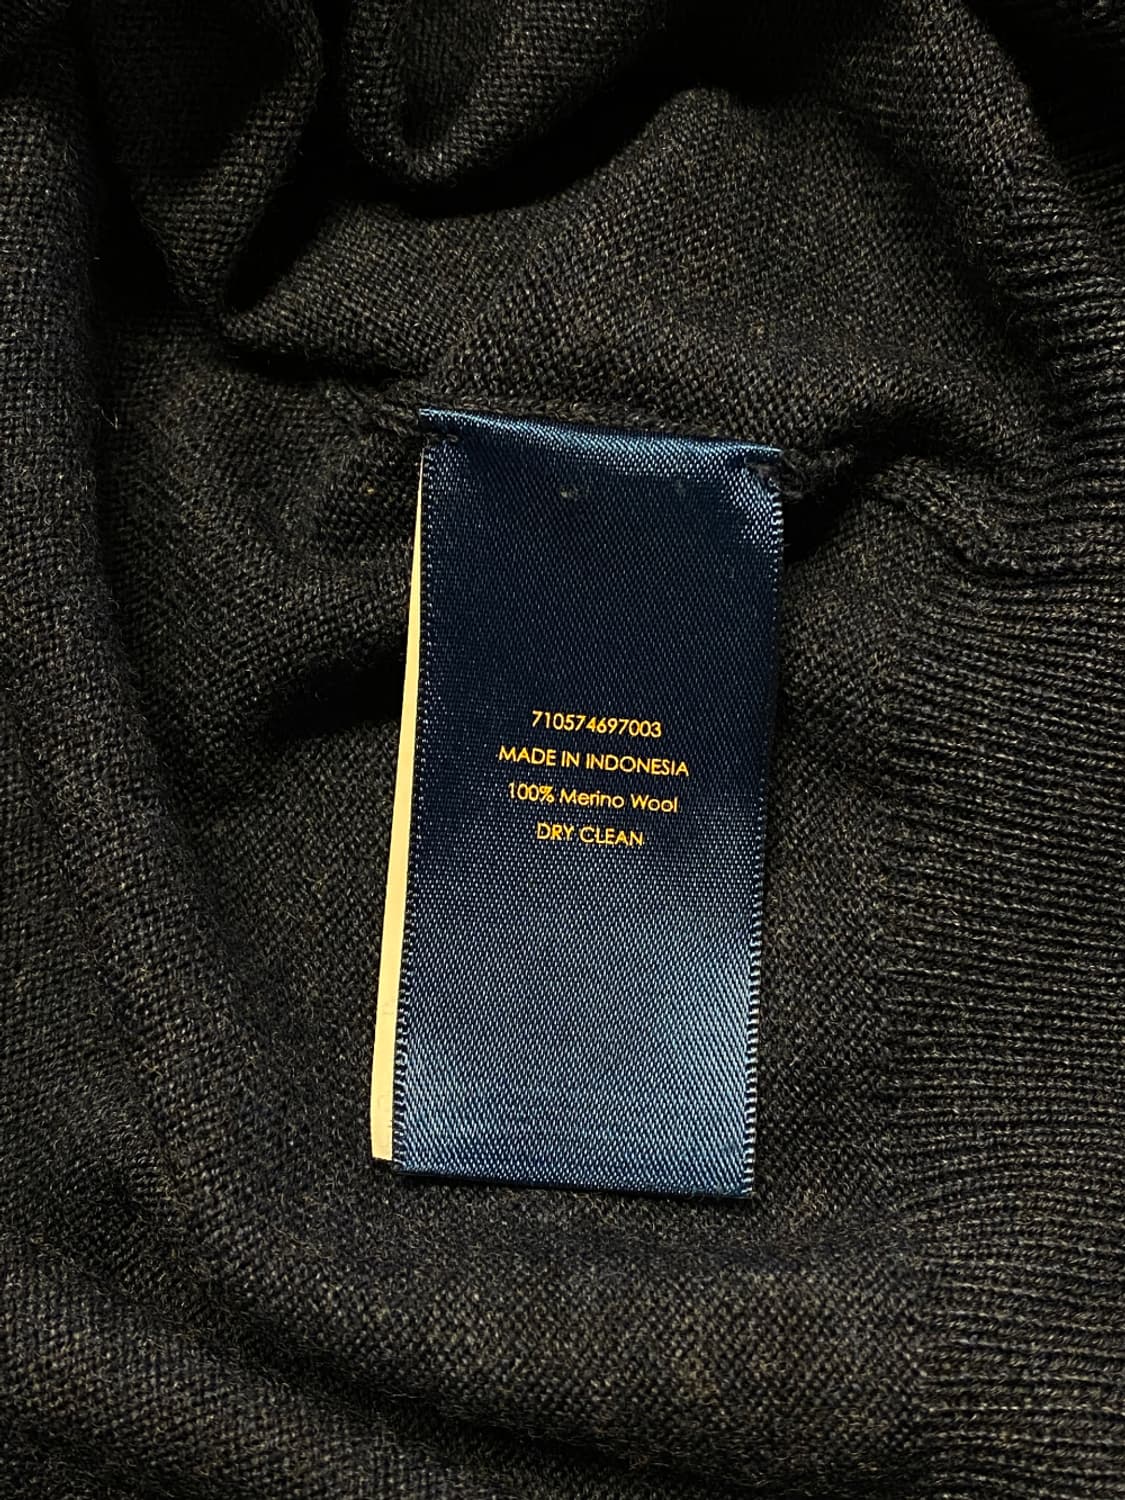 710574697003
MADE IN INDONESIA
100% Merino Wool
DRY CLEAN